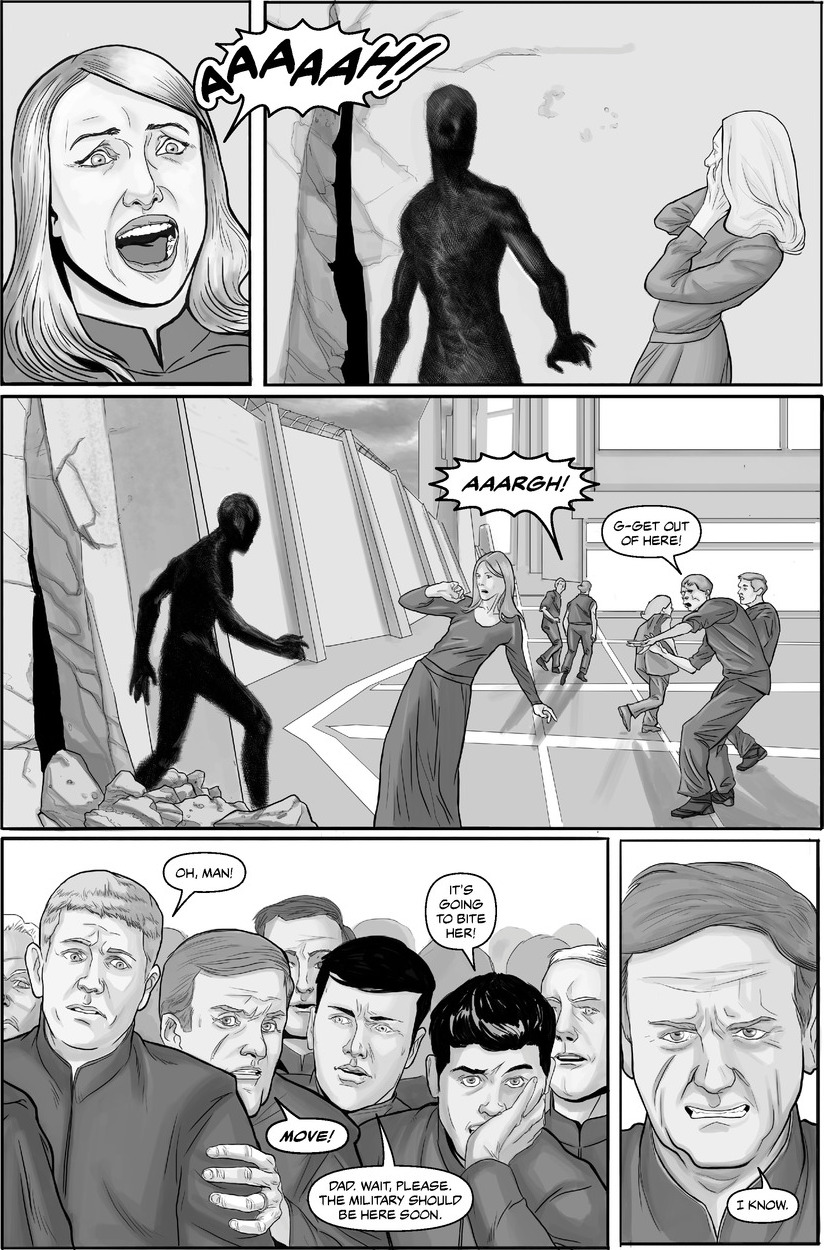 AAAAAAH!!
AAARGH!
G-GET OUT
OF HERE!
OH, MAN!
IT'S
GOING
TO BITE
HER!
MOVE!
DAD. WAIT, PLEASE.
THE MILITARY SHOULD
BE HERE SOON.
I KNOW.